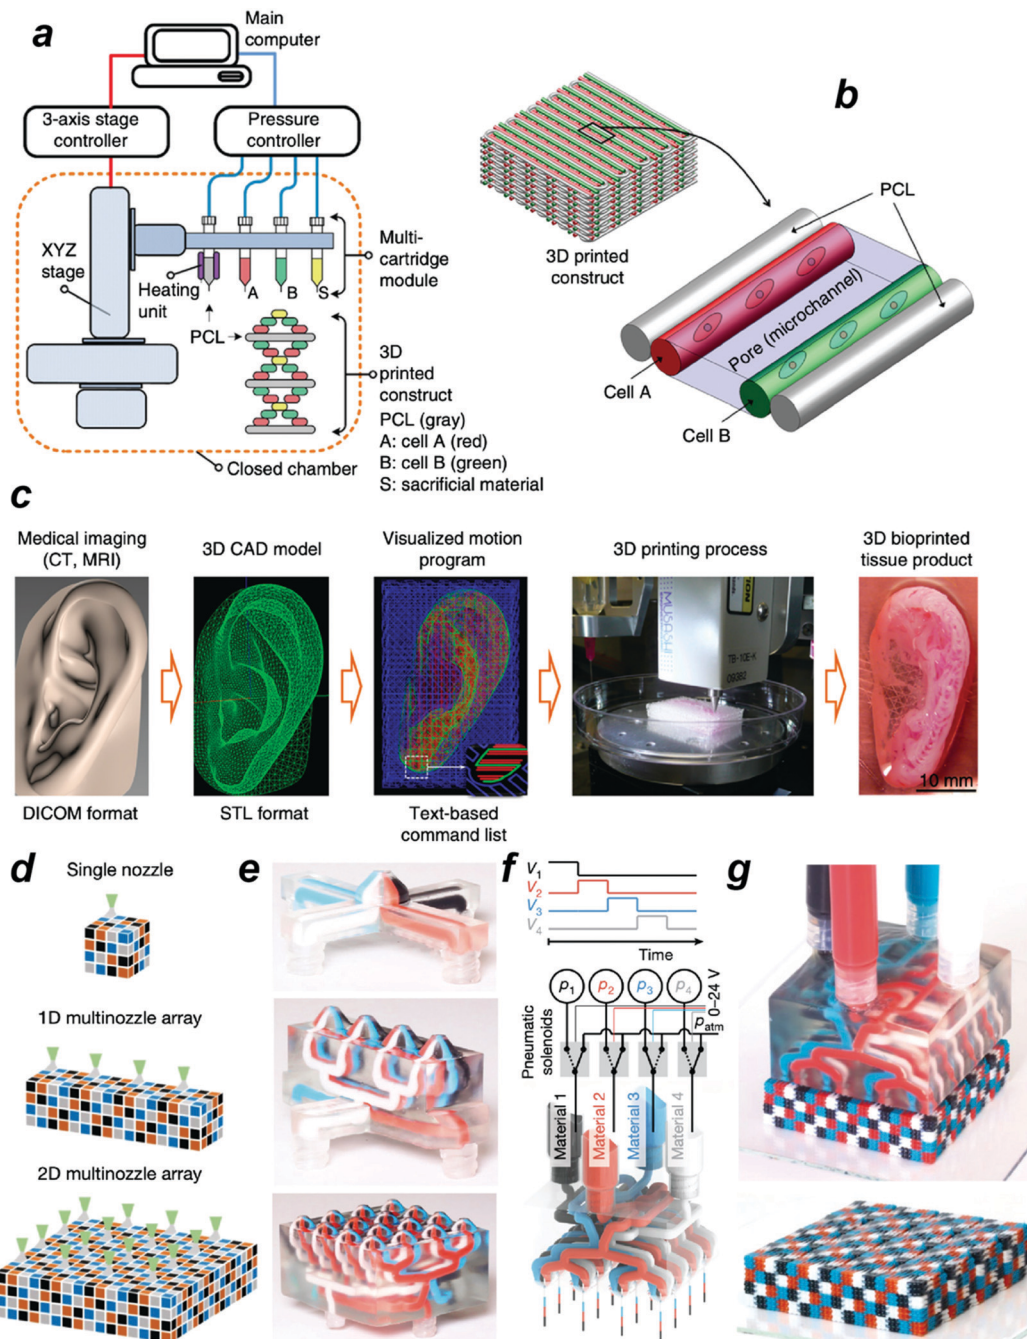 a
Main
computer
3-axis stage
controller
Pressure
controller
XYZ
stage
Heating
unit
A
B
S
Multi-
cartridge
module
PCL
3D
printed
construct
PCL (gray)
A: cell A (red)
B: cell B (green)
S: sacrificial material
Closed chamber
b
3D printed
construct
PCL
Pore (microchannel)
Cell A
Cell B
c
Medical imaging
(CT, MRI)
3D CAD model
Visualized motion
program
3D printing process
3D bioprinted
tissue product
MUSASHI
TB-10E-K
09382
10 mm
DICOM format
STL format
Text-based
command list
d
Single nozzle
1D multinozzle array
2D multinozzle array
e
f
V1
V2
V3
V4
Time
p1
p2
p3
p4
0–24 V
patm
Pneumatic
solenoids
Material 1
Material 2
Material 3
Material 4
g